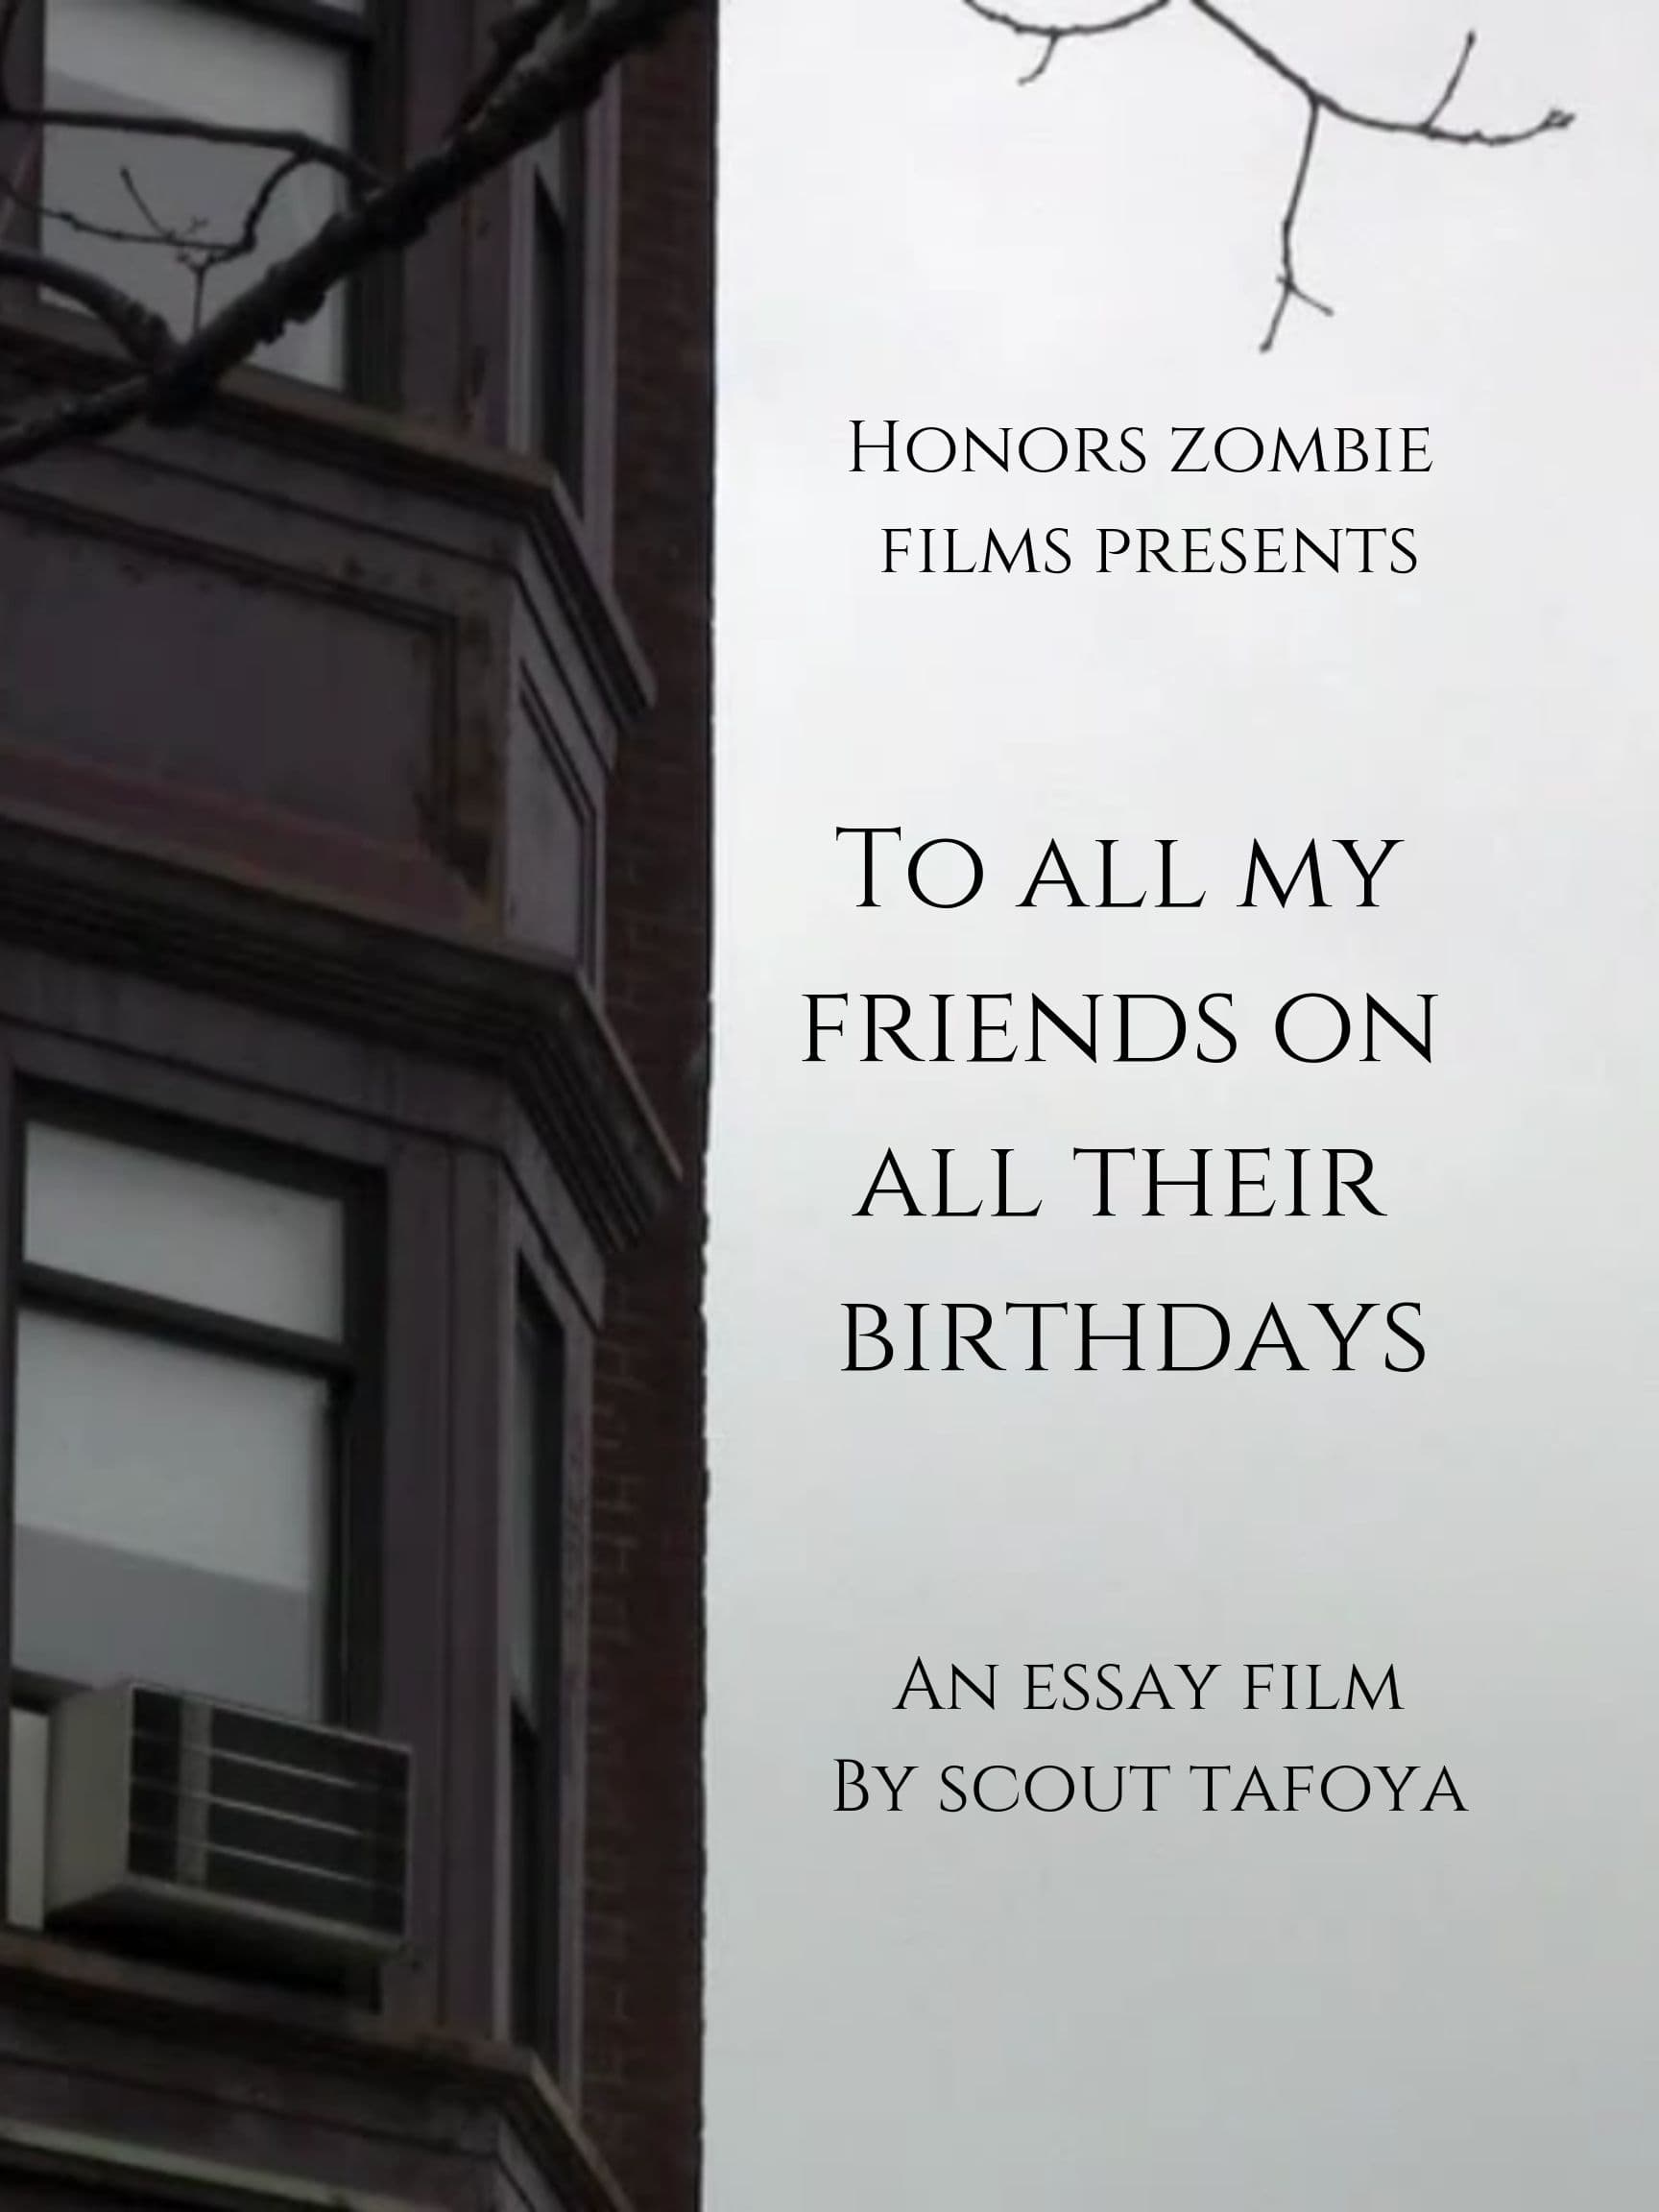 Honors zombie
films presents
To all my
friends on
all their
birthdays
An essay film
By scout tafoya